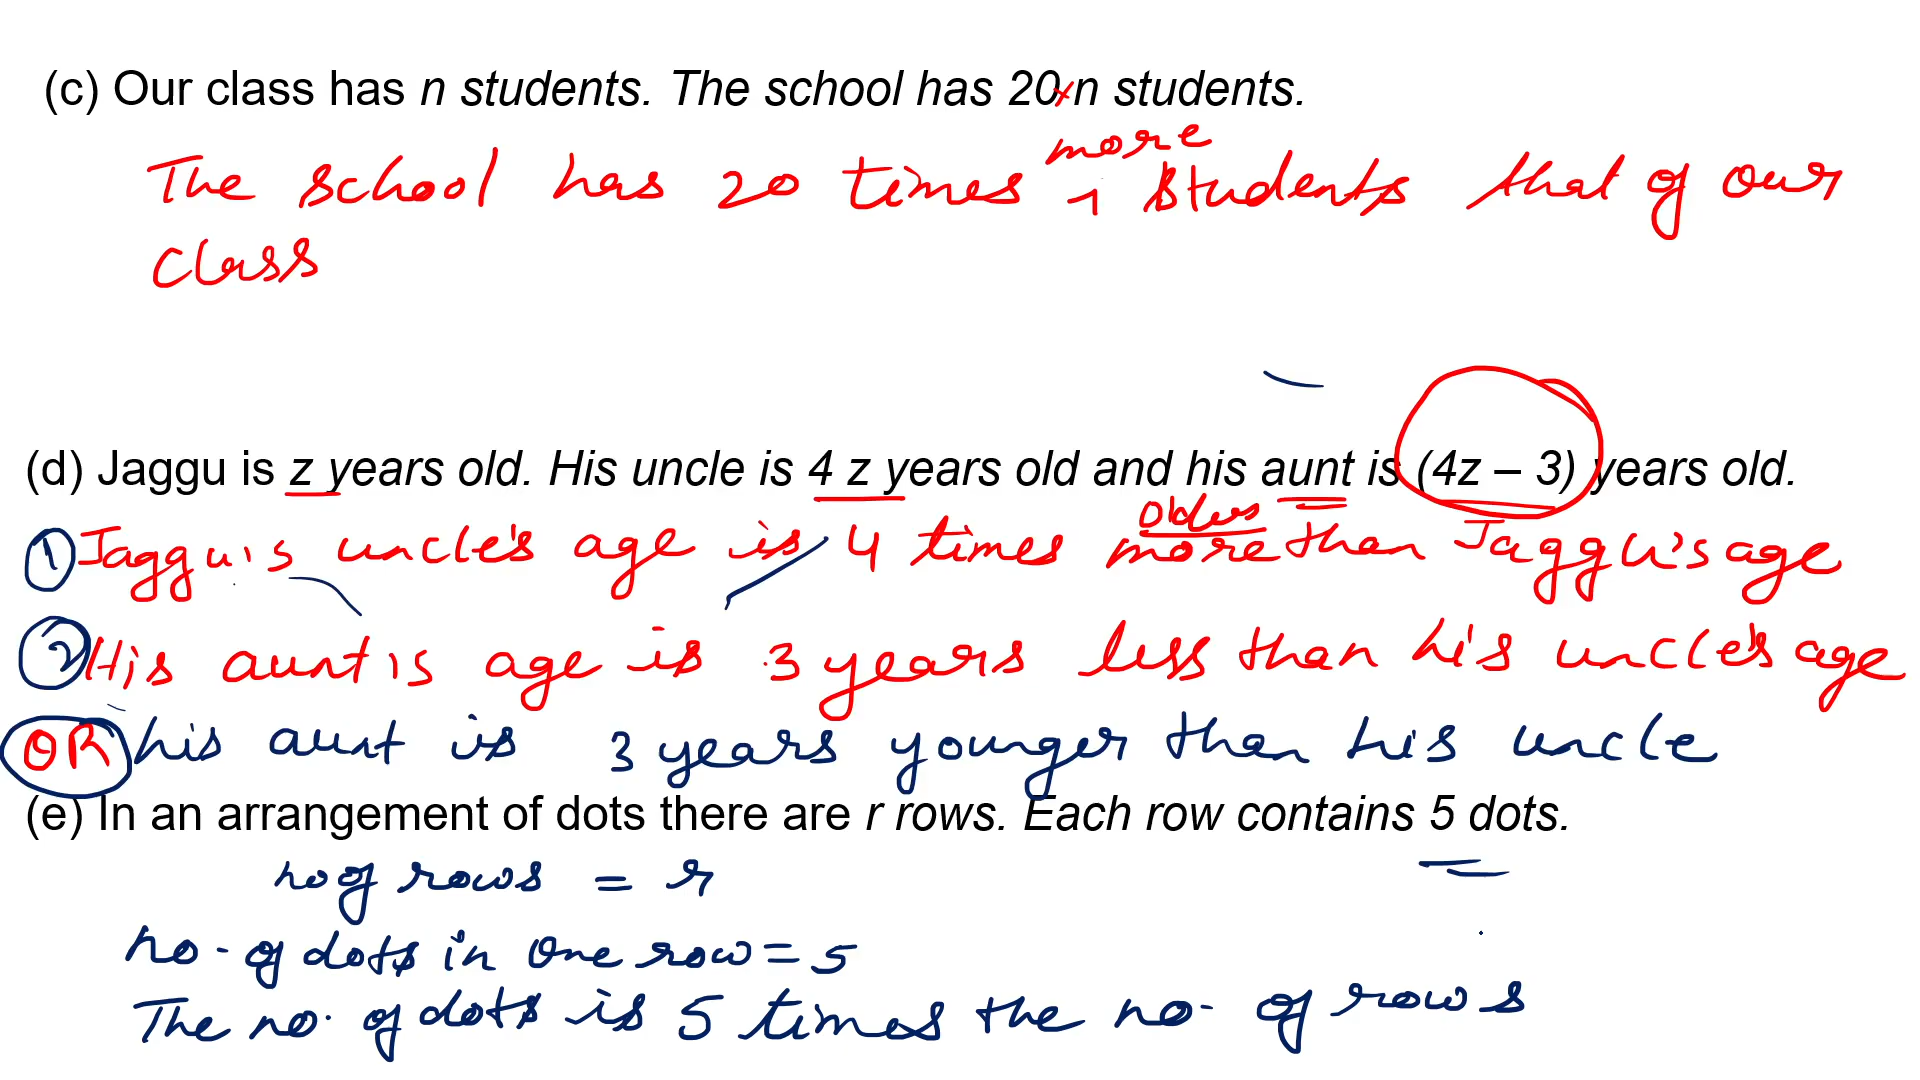 (c) Our class has n students. The school has 20×n students.
more
The school has 20 times students that of our
class
(d) Jaggu is z years old. His uncle is 4 z years old and his aunt is (4z – 3) years old.
older
1 Jaggu's uncle's age is 4 times more than Jaggu's age
2 His aunt's age is 3 years less than his uncle's age
OR his aunt is 3 years younger than his uncle
(e) In an arrangement of dots there are r rows. Each row contains 5 dots.
no of rows = r
no. of dots in one row = 5
The no. of dots is 5 times the no. of rows